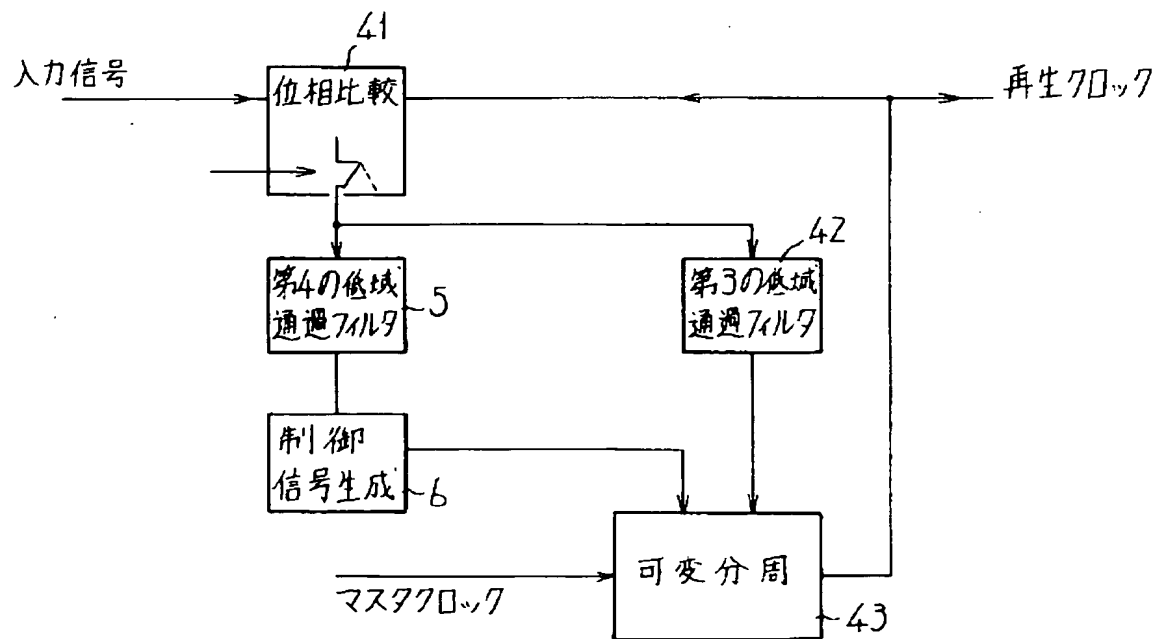 41
入力信号
位相比較
再生クロック
42
第4の低域
通過フィルタ
5
第3の低域
通過フィルタ
制御
信号生成
6
可変分周
マスタクロック
43